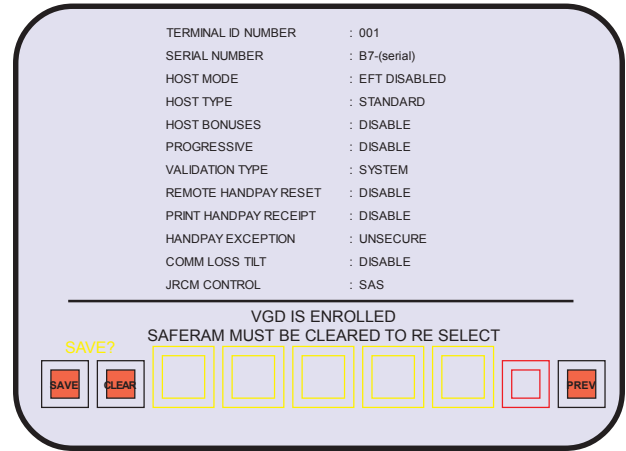 TERMINAL ID NUMBER : 001
SERIAL NUMBER : B7-(serial)
HOST MODE : EFT DISABLED
HOST TYPE : STANDARD
HOST BONUSES : DISABLE
PROGRESSIVE : DISABLE
VALIDATION TYPE : SYSTEM
REMOTE HANDPAY RESET : DISABLE
PRINT HANDPAY RECEIPT : DISABLE
HANDPAY EXCEPTION : UNSECURE
COMM LOSS TILT : DISABLE
JRCM CONTROL : SAS
VGD IS ENROLLED
SAFERAM MUST BE CLEARED TO RE SELECT
SAVE?
SAVE CLEAR PREV